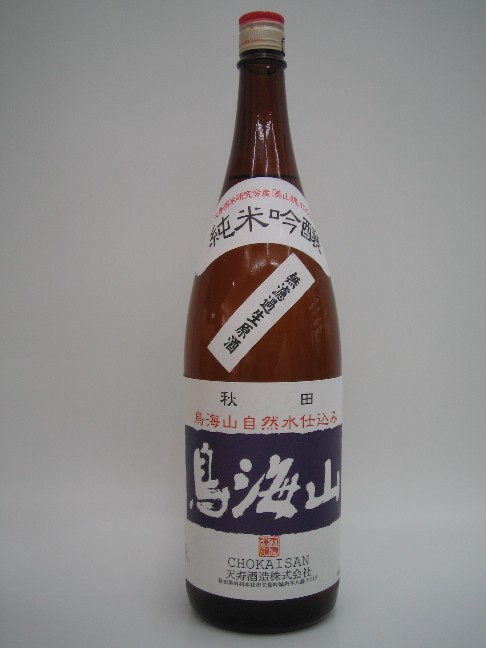 純米吟醸
無濾過生原酒
秋田
鳥海山自然水仕込み
鳥海山
CHOKAISAN
天寿酒造株式会社